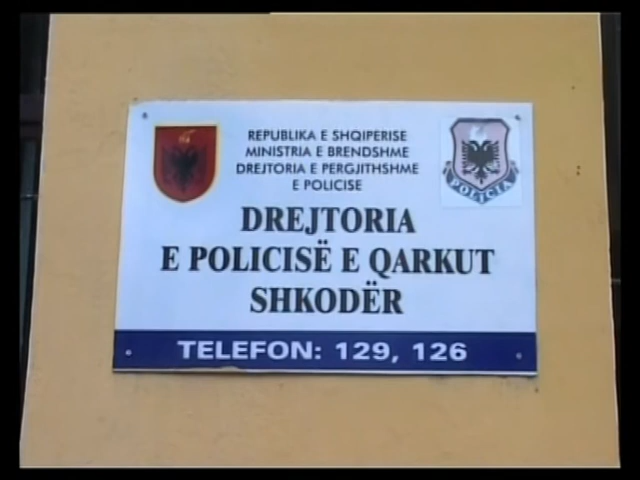 REPUBLIKA E SHQIPERISE
MINISTRIA E BRENDSHME
DREJTORIA E PERGJITHSHME
E POLICISE
POLICIA
DREJTORIA
E POLICISË E QARKUT
SHKODËR
TELEFON: 129, 126